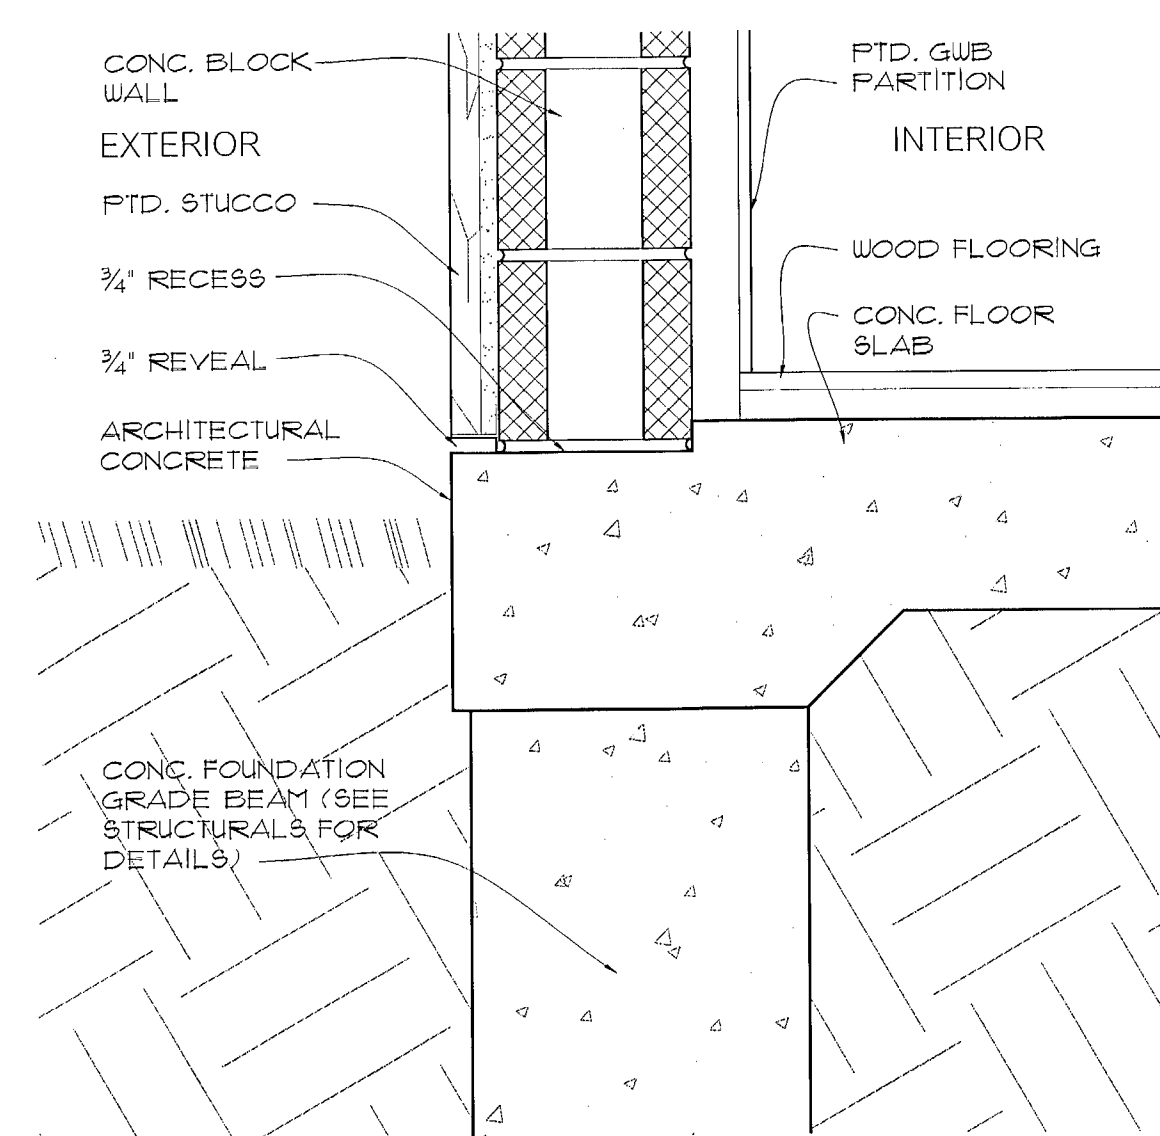 CONC. BLOCK
WALL
EXTERIOR
PTD. STUCCO
¾" RECESS
¾" REVEAL
ARCHITECTURAL
CONCRETE
CONC. FOUNDATION
GRADE BEAM (SEE
STRUCTURALS FOR
DETAILS)
PTD. GWB
PARTITION
INTERIOR
WOOD FLOORING
CONC. FLOOR
SLAB